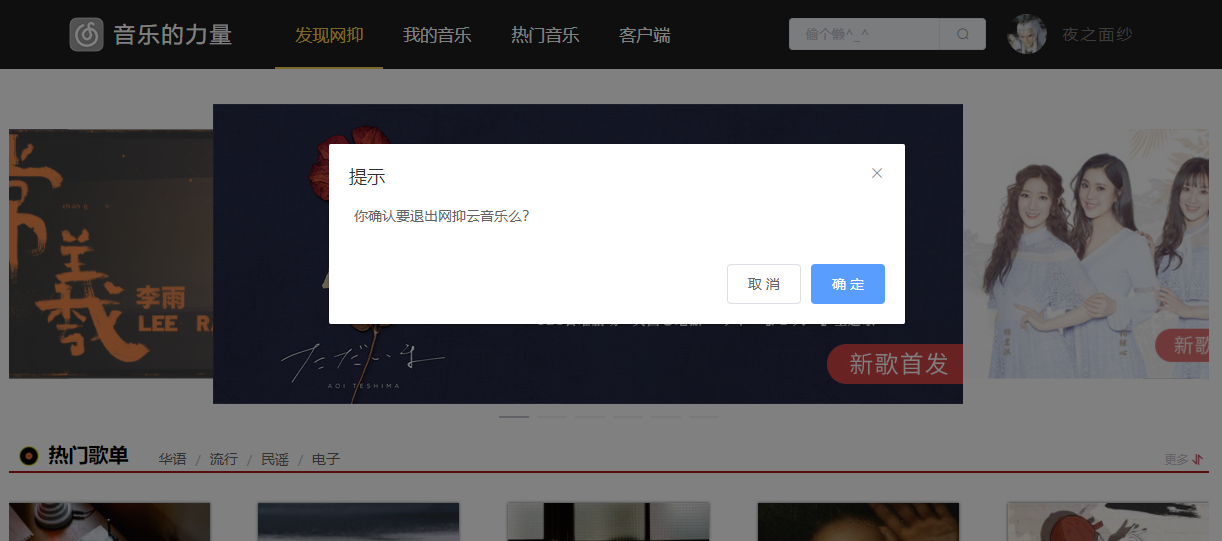 音乐的力量
发现网抑
我的音乐
热门音乐
客户端
偷个懒^_^
夜之面纱
常
羲
李雨
LEE RA
提示
你确认要退出网抑云音乐么?
取消
确定
ただいま
AOI TESHIMA
新歌首发
新歌
热门歌单
华语 / 流行 / 民谣 / 电子
更多